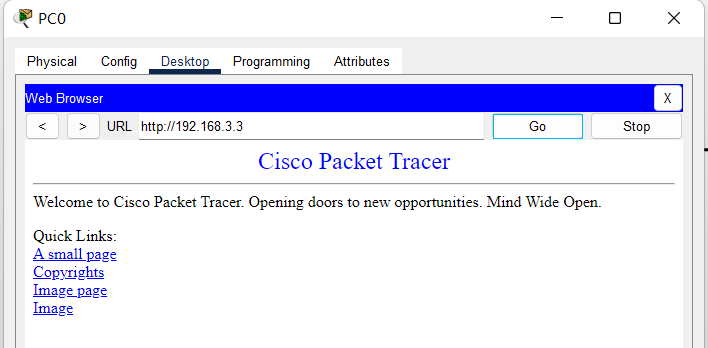 PC0
Physical Config Desktop Programming Attributes
Web Browser X
< > URL http://192.168.3.3 Go Stop
Cisco Packet Tracer
Welcome to Cisco Packet Tracer. Opening doors to new opportunities. Mind Wide Open.
Quick Links:
A small page
Copyrights
Image page
Image